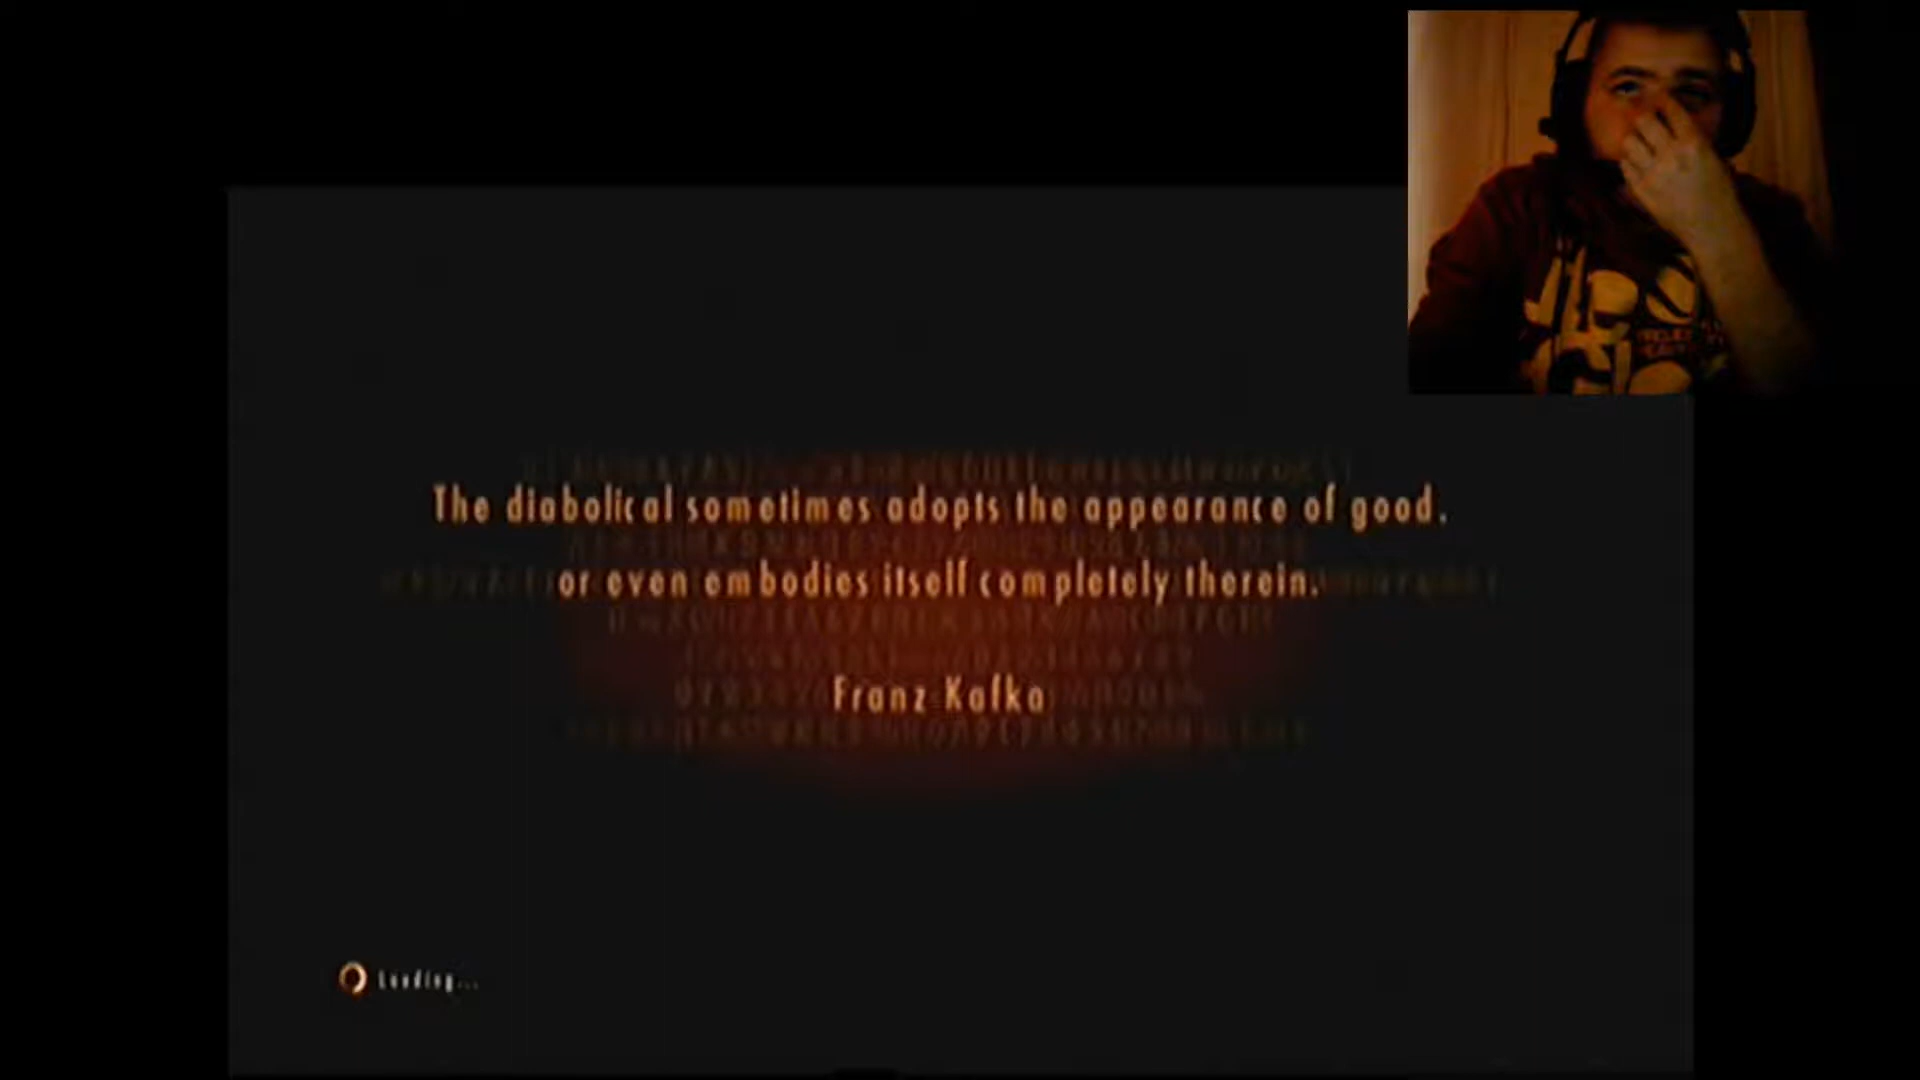 The diabolical sometimes adopts the appearance of good.
or even embodies itself completely therein.
Franz Kafka
Loading...